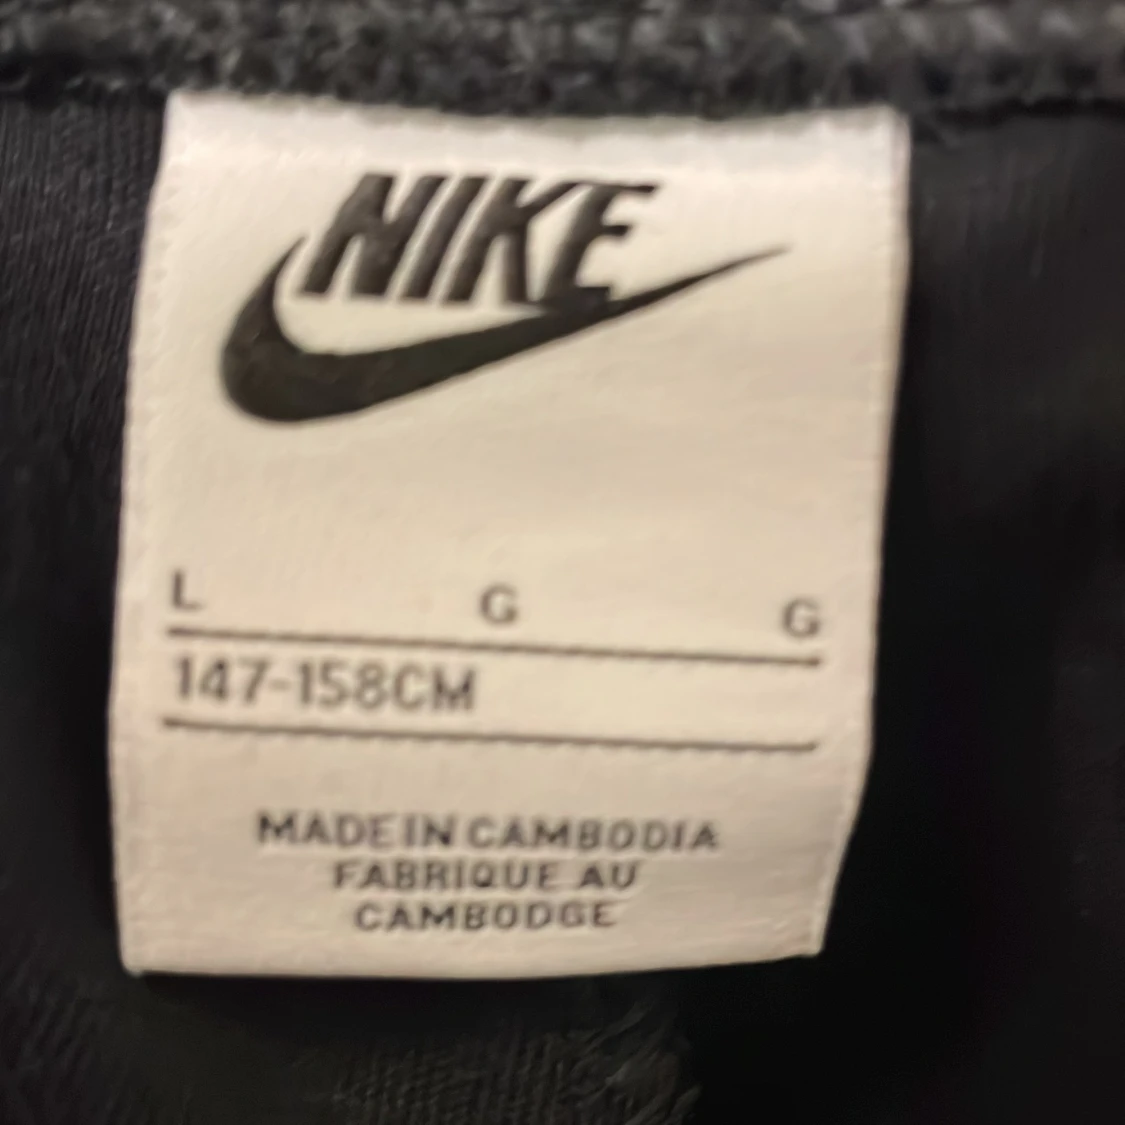 NIKE
L G G
147-158CM
MADE IN CAMBODIA
FABRIQUE AU
CAMBODGE